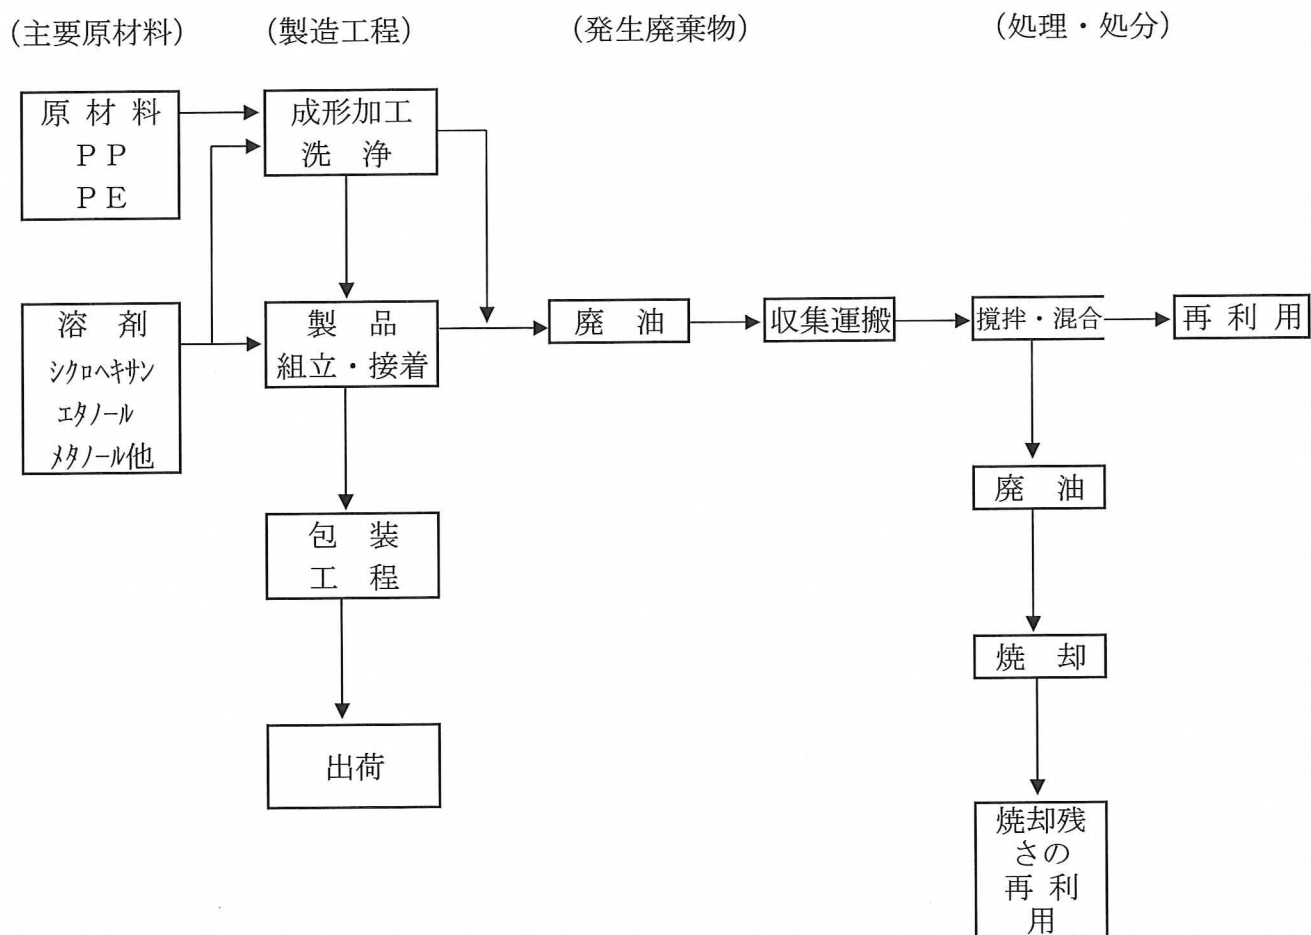 （主要原材料）
（製造工程）
（発生廃棄物）
（処理・処分）
原材料
ＰＰ
ＰＥ
成形加工
洗　浄
溶　剤
ｼｸﾛﾍｷｻﾝ
ｴﾀﾉｰﾙ
ﾒﾀﾉｰﾙ他
製　品
組立・接着
廃　油
収集運搬
撹拌・混合
再利用
廃　油
包　装
工　程
焼　却
出荷
焼却残
さの
再利
用